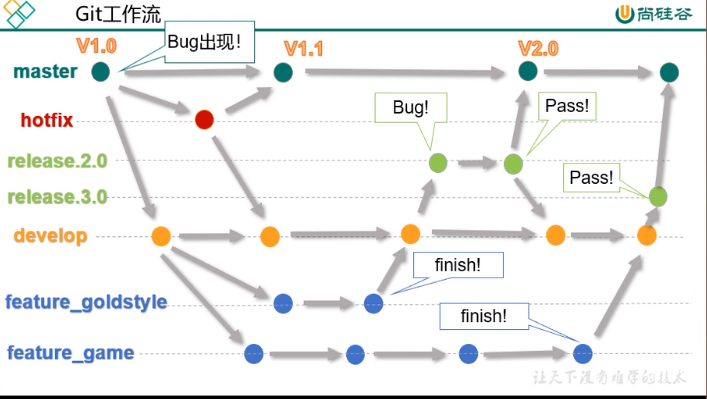 Git工作流
尚硅谷
V1.0
Bug出现！
V1.1
V2.0
master
hotfix
Bug!
Pass!
release.2.0
release.3.0
Pass!
develop
finish!
feature_goldstyle
finish!
feature_game
让天下没有难学的技术